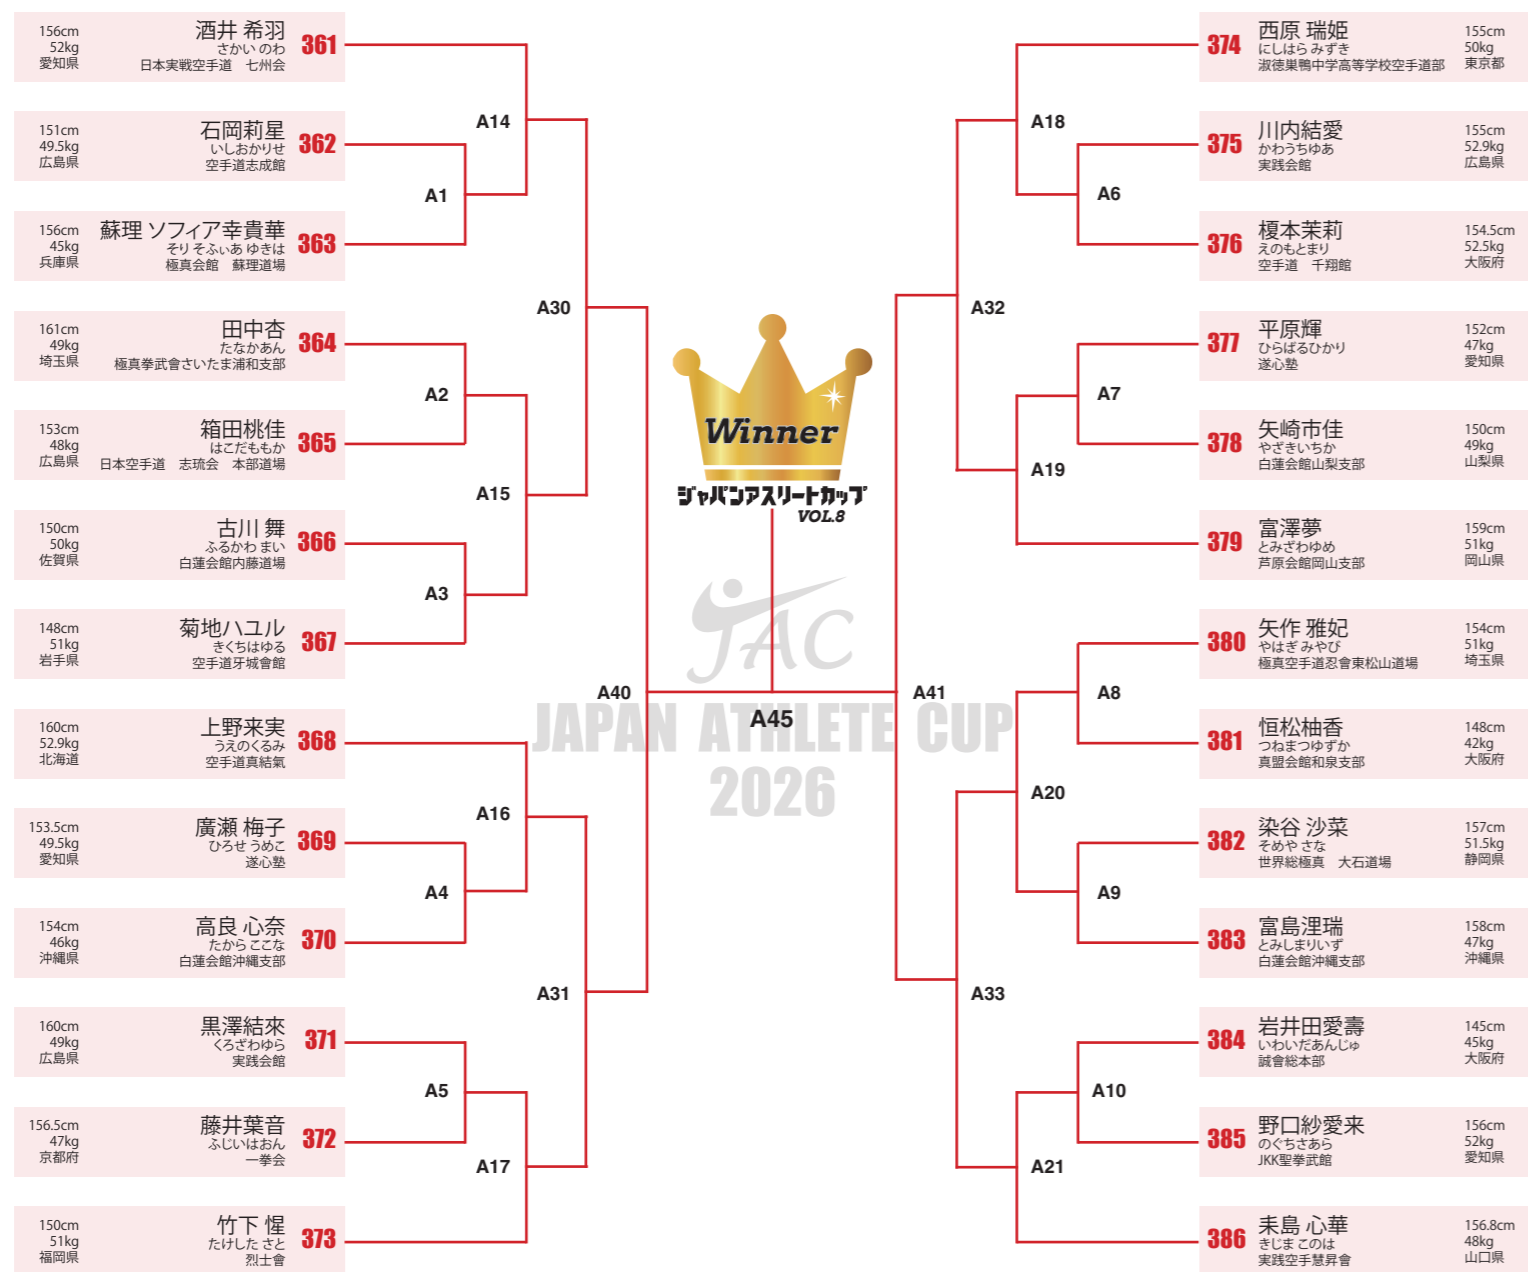 156cm
52kg
愛知県
酒井 希羽
さかい のわ
日本実戦空手道　七州会
361
151cm
49.5kg
広島県
石岡莉星
いしおかりせ
空手道志成館
362
156cm
45kg
兵庫県
蘇理 ソフィア幸貴華
そり そふぃあ ゆきは
極真会館　蘇理道場
363
161cm
49kg
埼玉県
田中杏
たなかあん
極真拳武會さいたま浦和支部
364
153cm
48kg
広島県
箱田桃佳
はこだももか
日本空手道　志琉会　本部道場
365
150cm
50kg
佐賀県
古川 舞
ふるかわ まい
白蓮会館内藤道場
366
148cm
51kg
岩手県
菊地ハユル
きくちはゆる
空手道牙城會館
367
160cm
52.9kg
北海道
上野来実
うえのくるみ
空手道真結氣
368
153.5cm
49.5kg
愛知県
廣瀬 梅子
ひろせ うめこ
遂心塾
369
154cm
46kg
沖縄県
高良 心奈
たから ここな
白蓮会館沖縄支部
370
160cm
49kg
広島県
黒澤結來
くろざわゆら
実践会館
371
156.5cm
47kg
京都府
藤井葉音
ふじいはおん
一拳会
372
150cm
51kg
福岡県
竹下 惺
たけした さと
烈士會
373
A14
A1
A30
A2
A15
A3
A40
A16
A4
A31
A5
A17
Winner
ジャパンアスリートカップ
VOL.8
JAC
A45
JAPAN ATHLETE CUP
2026
A18
A6
A32
A7
A19
A41
A8
A20
A9
A33
A10
A21
374
西原 瑞姫
にしはら みずき
淑徳巣鴨中学高等学校空手道部
155cm
50kg
東京都
375
川内結愛
かわうちゆあ
実践会館
155cm
52.9kg
広島県
376
榎本茉莉
えのもとまり
空手道　千翔館
154.5cm
52.5kg
大阪府
377
平原輝
ひらばるひかり
遂心塾
152cm
47kg
愛知県
378
矢崎市佳
やざきいちか
白蓮会館山梨支部
150cm
49kg
山梨県
379
富澤夢
とみざわゆめ
芦原会館岡山支部
159cm
51kg
岡山県
380
矢作 雅妃
やはぎ みやび
極真空手道忍會東松山道場
154cm
51kg
埼玉県
381
恒松柚香
つねまつゆずか
真盟会館和泉支部
148cm
42kg
大阪府
382
染谷 沙菜
そめや さな
世界総極真　大石道場
157cm
51.5kg
静岡県
383
富島浬瑞
とみしまりいず
白蓮会館沖縄支部
158cm
47kg
沖縄県
384
岩井田愛壽
いわいだあんじゅ
誠會総本部
145cm
45kg
大阪府
385
野口紗愛来
のぐちさあら
JKK聖拳武館
156cm
52kg
愛知県
386
耒島 心華
きじま このは
実践空手慧昇會
156.8cm
48kg
山口県